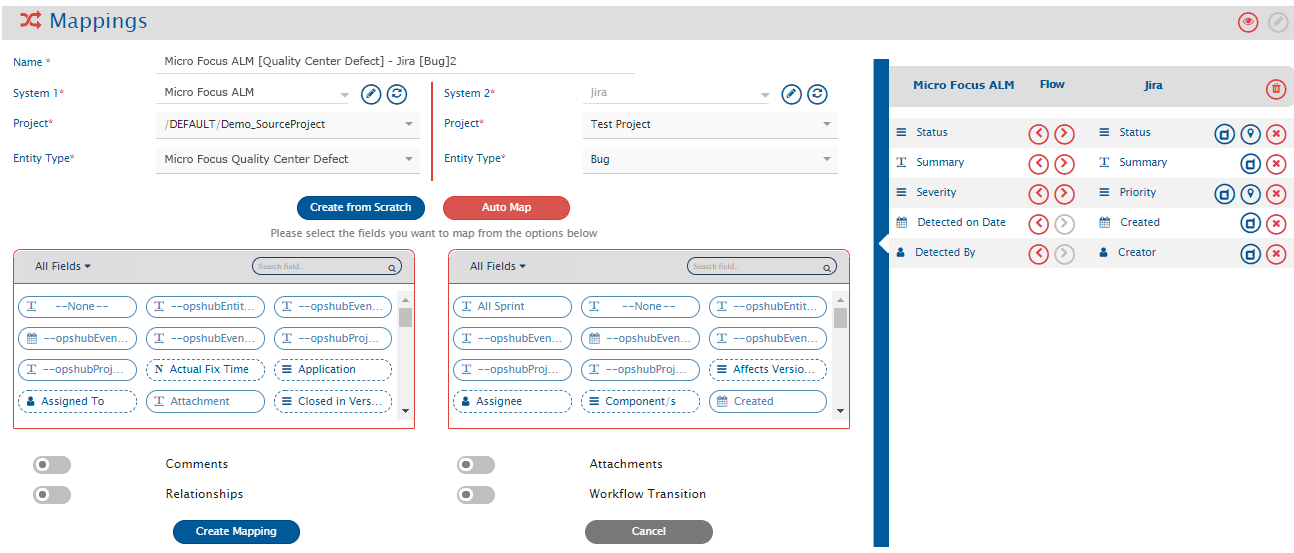 Mappings
Name *
Micro Focus ALM [Quality Center Defect] - Jira [Bug]2
System 1*
Micro Focus ALM
System 2*
Jira
Project*
/DEFAULT/Demo_SourceProject
Project*
Test Project
Entity Type*
Micro Focus Quality Center Defect
Entity Type*
Bug
Create from Scratch
Auto Map
Please select the fields you want to map from the options below
All Fields
Search field..
--None--
--opshubEntit...
--opshubEven...
--opshubEven...
--opshubEven...
--opshubProj...
--opshubProj...
N Actual Fix Time
Application
Assigned To
Attachment
Closed in Vers...
All Fields
Search field..
All Sprint
--None--
--opshubEntit...
--opshubEven...
--opshubEven...
--opshubEven...
--opshubProj...
--opshubProj...
Affects Versio...
Assignee
Component/s
Created
Comments
Attachments
Relationships
Workflow Transition
Create Mapping
Cancel
Micro Focus ALM Flow Jira
Status Status
Summary Summary
Severity Priority
Detected on Date Created
Detected By Creator